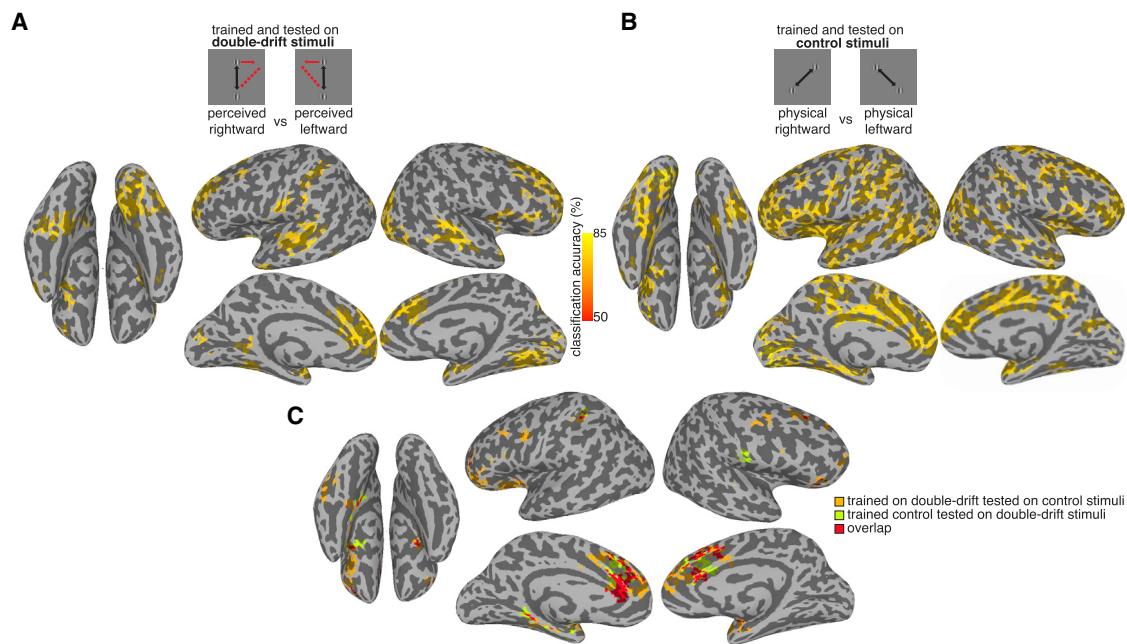 A
trained and tested on
double-drift stimuli
perceived
rightward
vs
perceived
leftward
classification acuuracy (%)
85
50
B
trained and tested on
control stimuli
physical
rightward
vs
physical
leftward
C
trained on double-drift tested on control stimuli
trained control tested on double-drift stimuli
overlap